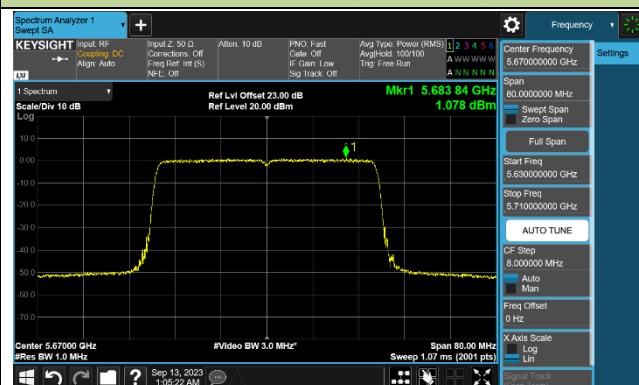 Spectrum Analyzer 1
Swept SA
Frequency
KEYSIGHT Input: RF Input Z: 50 Ω Atten: 10 dB PNO: Fast Avg Type: Power (RMS) 1 2 3 4 5 6
Coupling: DC Corrections: Off Gate: Off Avg|Hold: 100/100 A W W W W W
Align: Auto Freq Ref: Int (S) IF Gain: Low Trig: Free Run
NFE: Off Sig Track: Off A N N N N N
LXI
1 Spectrum
Scale/Div 10 dB
Log
Ref Lvl Offset 23.00 dB
Ref Level 20.00 dBm
Mkr1 5.683 84 GHz
1.078 dBm
1
10.0
0.00
-10.0
-20.0
-30.0
-40.0
-50.0
-60.0
-70.0
Center 5.67000 GHz
#Res BW 1.0 MHz
#Video BW 3.0 MHz*
Span 80.00 MHz
Sweep 1.07 ms (2001 pts)
Center Frequency
5.670000000 GHz
Settings
Span
80.0000000 MHz
Swept Span
Zero Span
Full Span
Start Freq
5.630000000 GHz
Stop Freq
5.710000000 GHz
AUTO TUNE
CF Step
8.000000 MHz
Auto
Man
Freq Offset
0 Hz
X Axis Scale
Log
Lin
Signal Track
Sep 13, 2023
1:05:22 AM